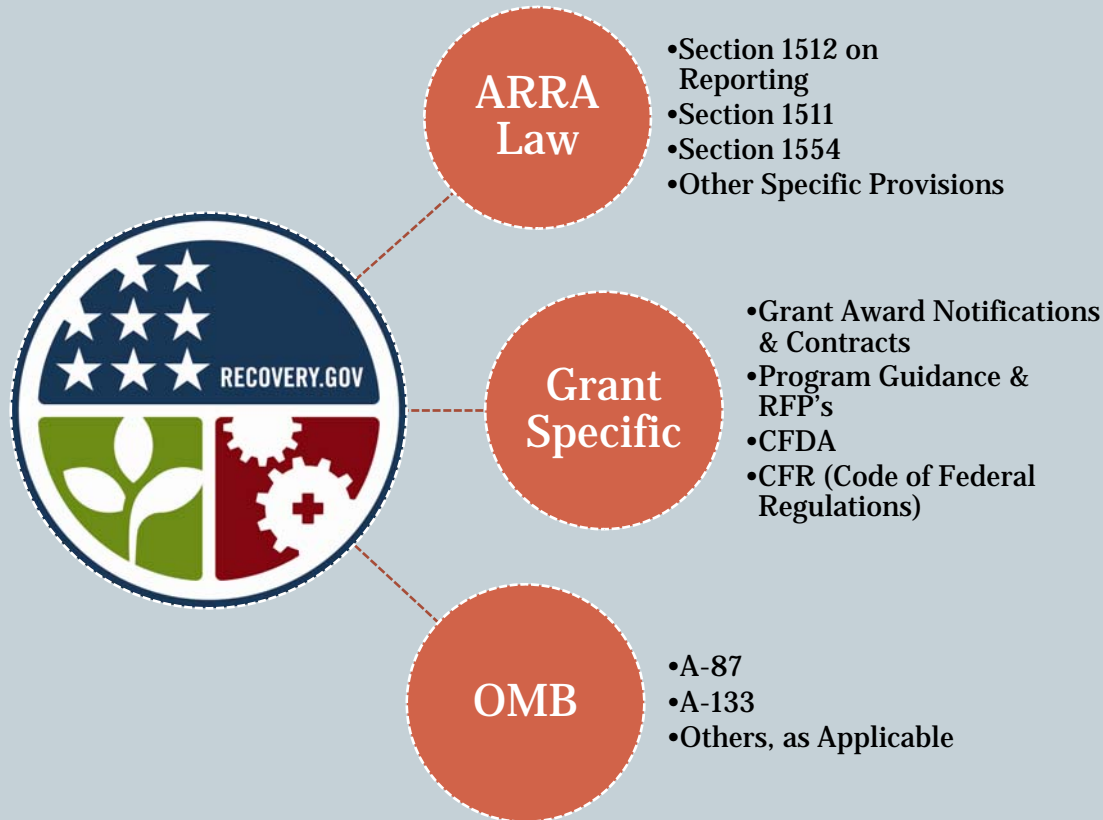 ARRA
Law
•Section 1512 on
Reporting
•Section 1511
•Section 1554
•Other Specific Provisions
RECOVERY.GOV
Grant
Specific
•Grant Award Notifications
& Contracts
•Program Guidance &
RFP's
•CFDA
•CFR (Code of Federal
Regulations)
OMB
•A-87
•A-133
•Others, as Applicable